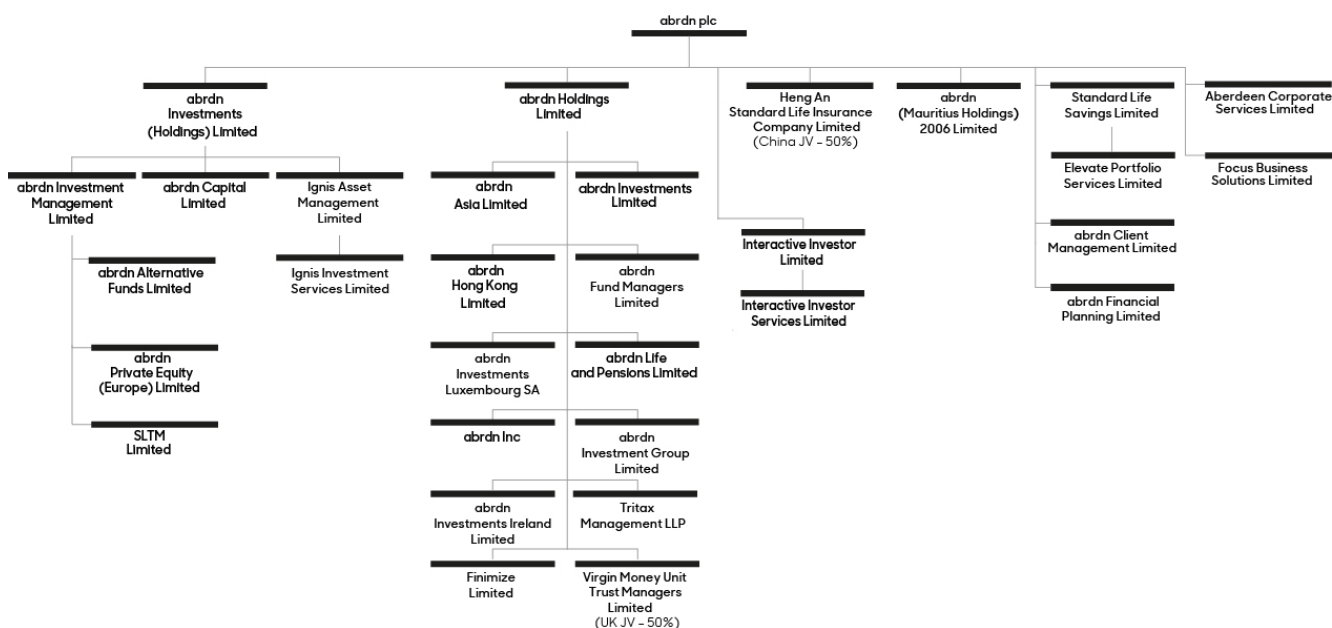 abrdn plc
abrdn
Investments
(Holdings) Limited
abrdn Holdings
Limited
Heng An
Standard Life Insurance
Company Limited
(China JV – 50%)
abrdn
(Mauritius Holdings)
2006 Limited
Standard Life
Savings Limited
Aberdeen Corporate
Services Limited
abrdn Investment
Management
Limited
abrdn Capital
Limited
Ignis Asset
Management
Limited
abrdn
Asia Limited
abrdn Investments
Limited
Elevate Portfolio
Services Limited
Focus Business
Solutions Limited
Interactive Investor
Limited
abrdn Client
Management Limited
abrdn Alternative
Funds Limited
Ignis Investment
Services Limited
abrdn
Hong Kong
Limited
abrdn
Fund Managers
Limited
Interactive Investor
Services Limited
abrdn Financial
Planning Limited
abrdn
Private Equity
(Europe) Limited
abrdn
Investments
Luxembourg SA
abrdn Life
and Pensions Limited
SLTM
Limited
abrdn Inc
abrdn
Investment Group
Limited
abrdn
Investments Ireland
Limited
Tritax
Management LLP
Finimize
Limited
Virgin Money Unit
Trust Managers
Limited
(UK JV – 50%)